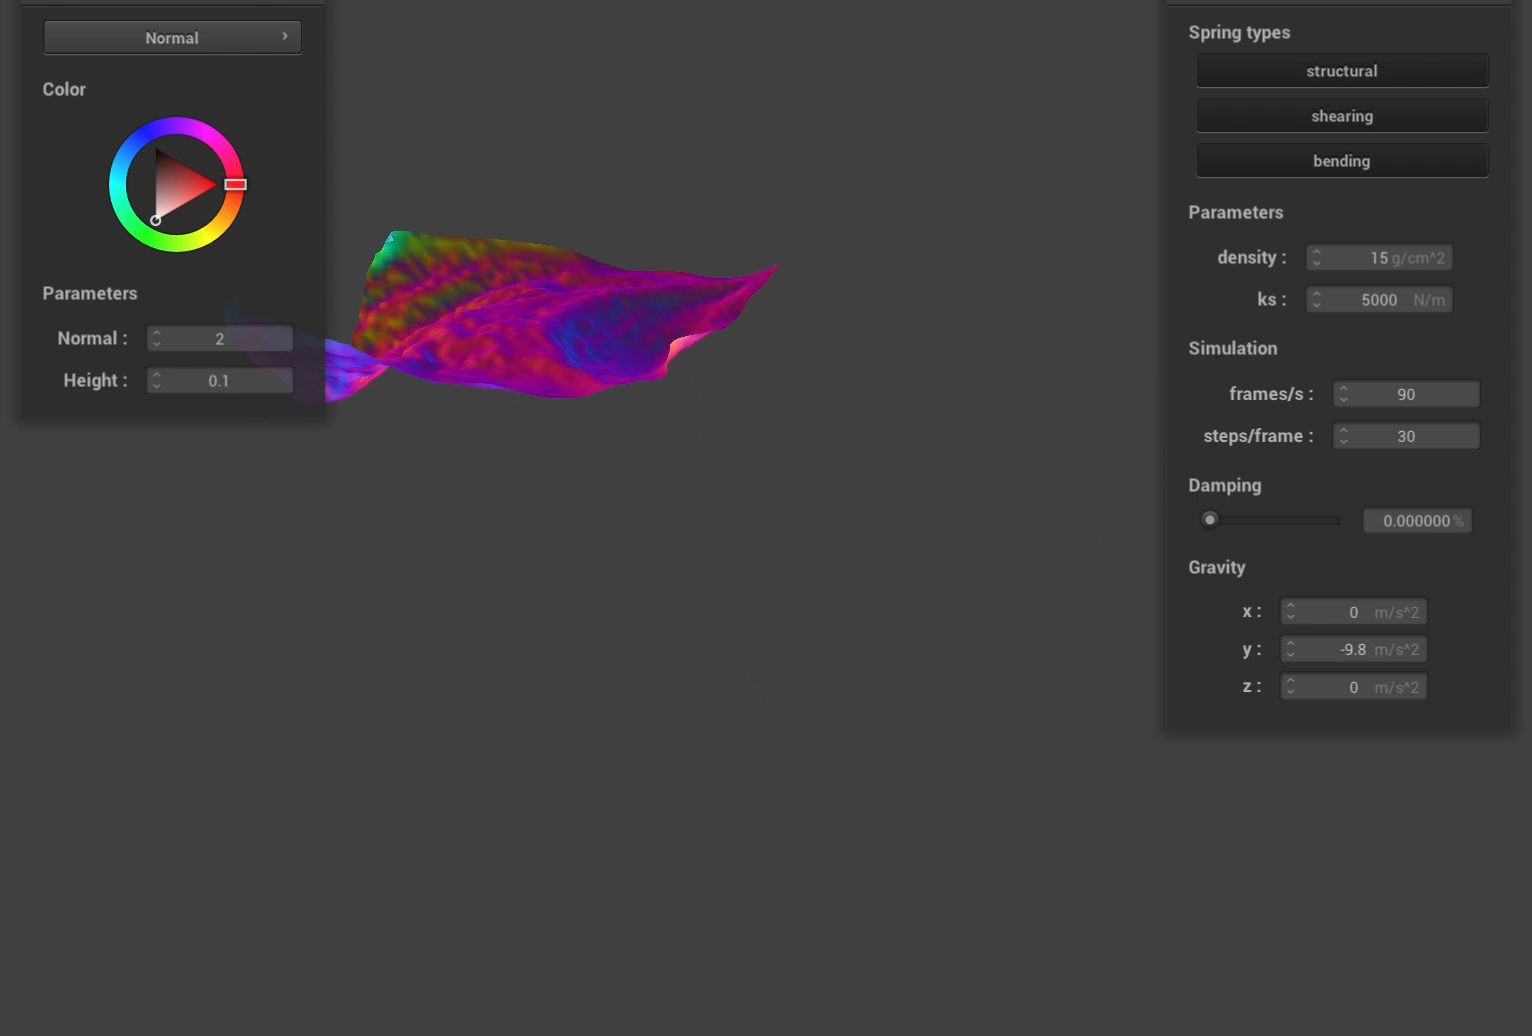 Normal
Color
Parameters
Normal : 2
Height : 0.1
Spring types
structural
shearing
bending
Parameters
density : 15 g/cm^2
ks : 5000 N/m
Simulation
frames/s : 90
steps/frame : 30
Damping
0.000000 %
Gravity
x : 0 m/s^2
y : -9.8 m/s^2
z : 0 m/s^2